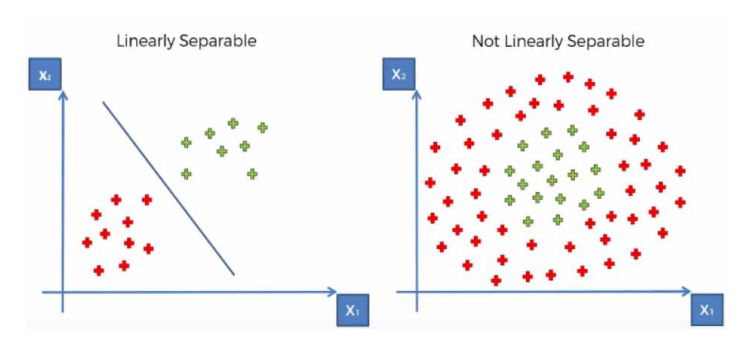 Linearly Separable
X₂
X₁
Not Linearly Separable
X₂
X₁